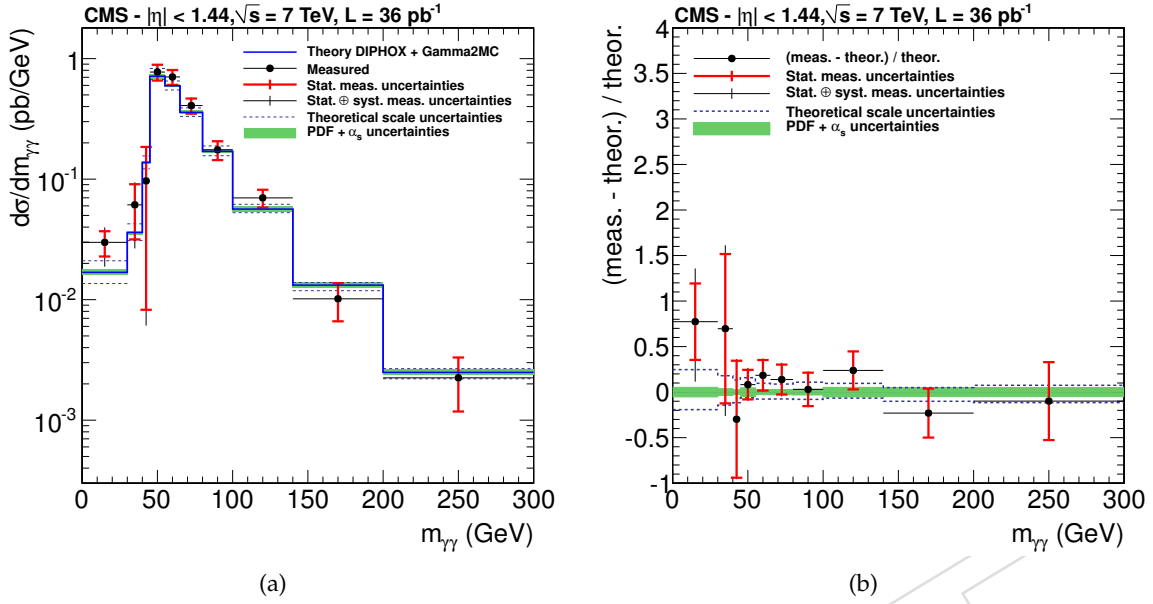 CMS - |η| < 1.44,√s = 7 TeV, L = 36 pb⁻¹
dσ/dmγγ (pb/GeV)
1
10⁻¹
10⁻²
10⁻³
Theory DIPHOX + Gamma2MC
Measured
Stat. meas. uncertainties
Stat. ⊕ syst. meas. uncertainties
Theoretical scale uncertainties
PDF + αs uncertainties
0 50 100 150 200 250 300
mγγ (GeV)
(a)
CMS - |η| < 1.44,√s = 7 TeV, L = 36 pb⁻¹
(meas. - theor.) / theor.
4
3.5
3
2.5
2
1.5
1
0.5
0
-0.5
-1
(meas. - theor.) / theor.
Stat. meas. uncertainties
Stat. ⊕ syst. meas. uncertainties
Theoretical scale uncertainties
PDF + αs uncertainties
0 50 100 150 200 250 300
mγγ (GeV)
(b)